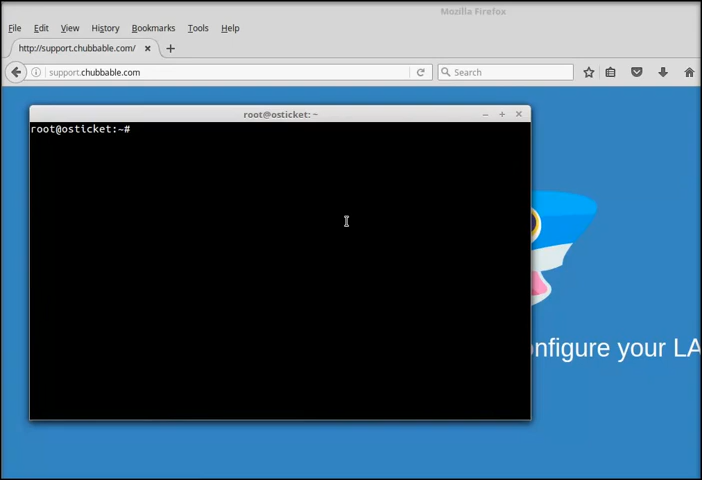 Mozilla Firefox
File Edit View History Bookmarks Tools Help
http://support.chubbable.com/
support.chubbable.com Search
root@osticket: ~
root@osticket:~#
onfigure your LA